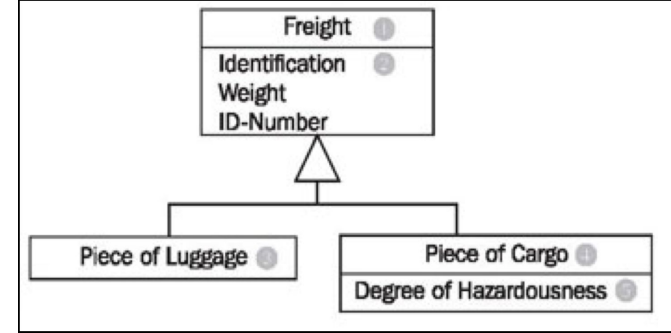 Freight 1
Identification 2
Weight
ID-Number
Piece of Luggage 3
Piece of Cargo 4
Degree of Hazardousness 5